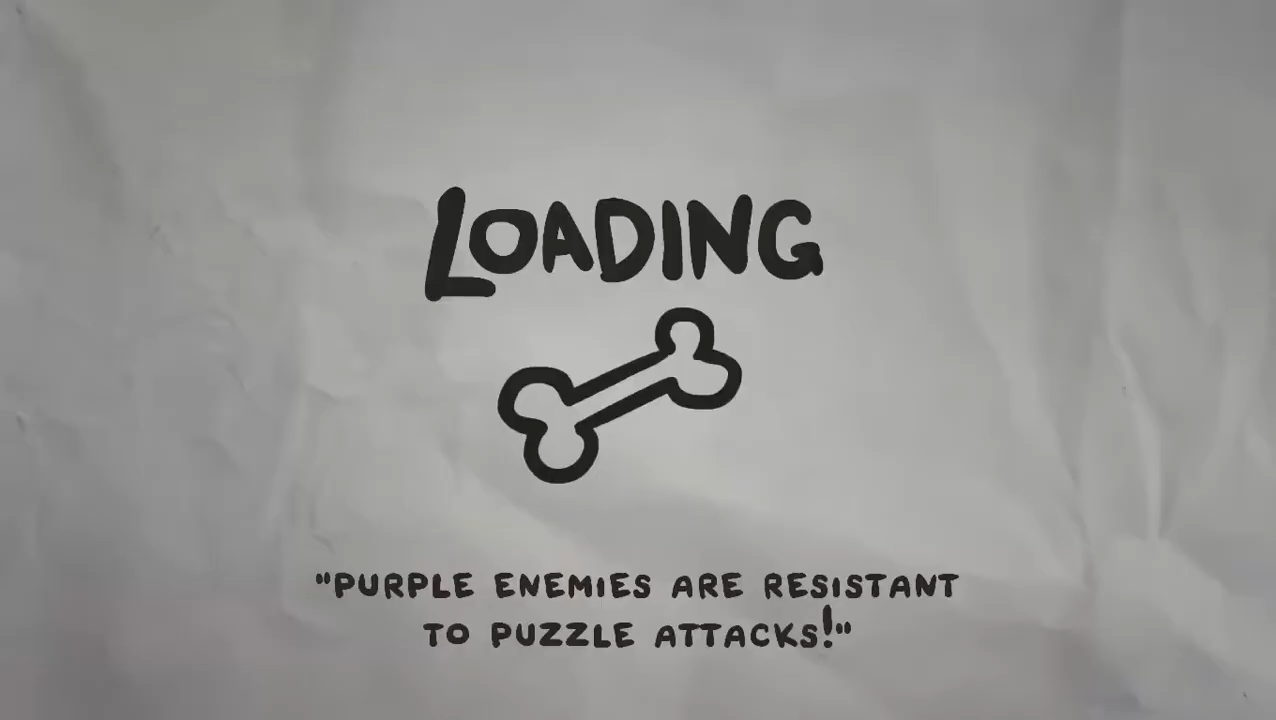 LOADING
"PURPLE ENEMIES ARE RESISTANT
TO PUZZLE ATTACKS!"